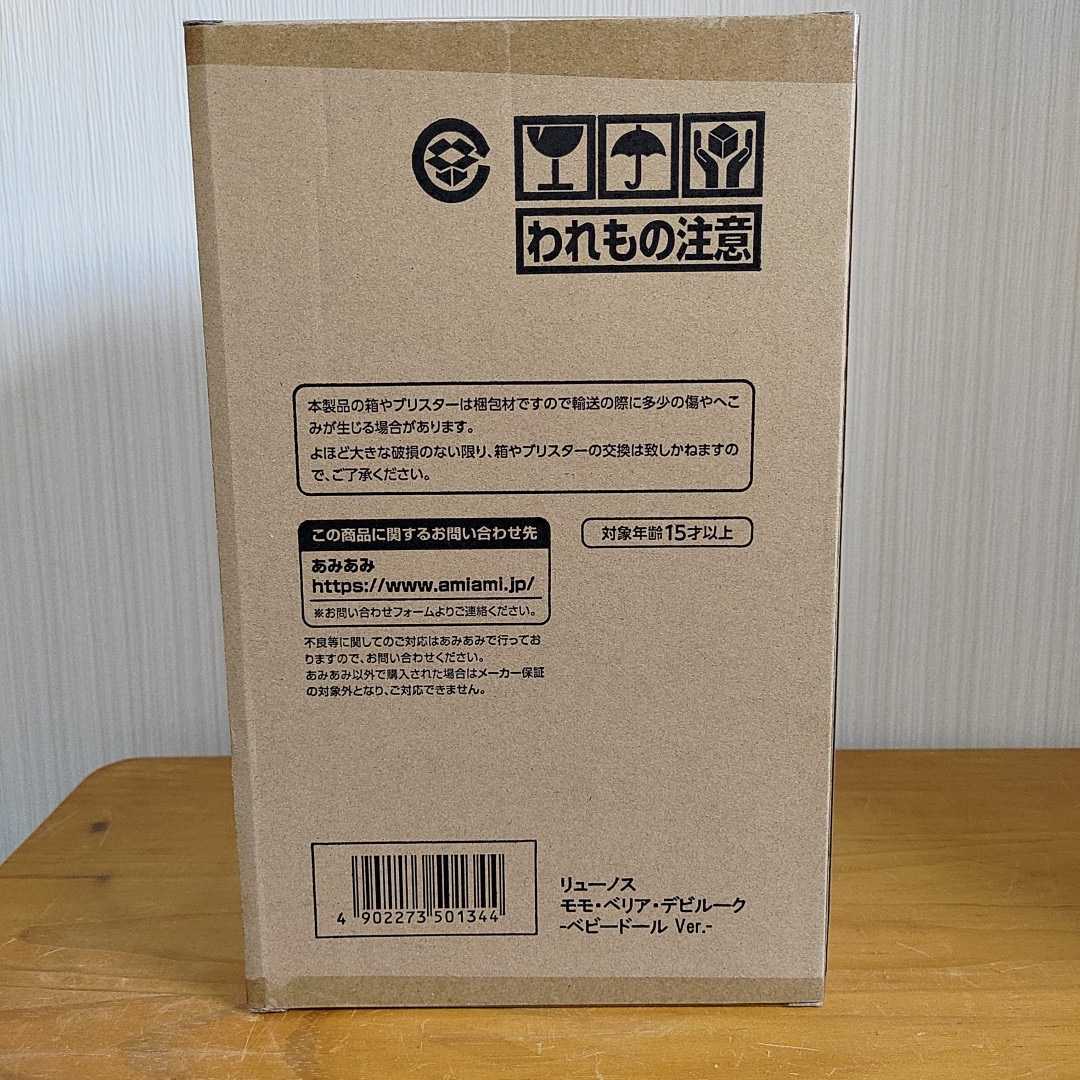 われもの注意
本製品の箱やブリスターは梱包材ですので輸送の際に多少の傷やへこ
みが生じる場合があります。
よほど大きな破損のない限り、箱やブリスターの交換は致しかねますの
で、ご了承ください。
この商品に関するお問い合わせ先
対象年齢15才以上
あみあみ
https://www.amiami.jp/
※お問い合わせフォームよりご連絡ください。
不良等に関してのご対応はあみあみで行ってお
りますので、お問い合わせください。
あみあみ以外で購入された場合はメーカー保証
の対象外となり、ご対応できません。
4 902273 501344
リューノス
モモ・ベリア・デビルーク
-ベビードール Ver.-